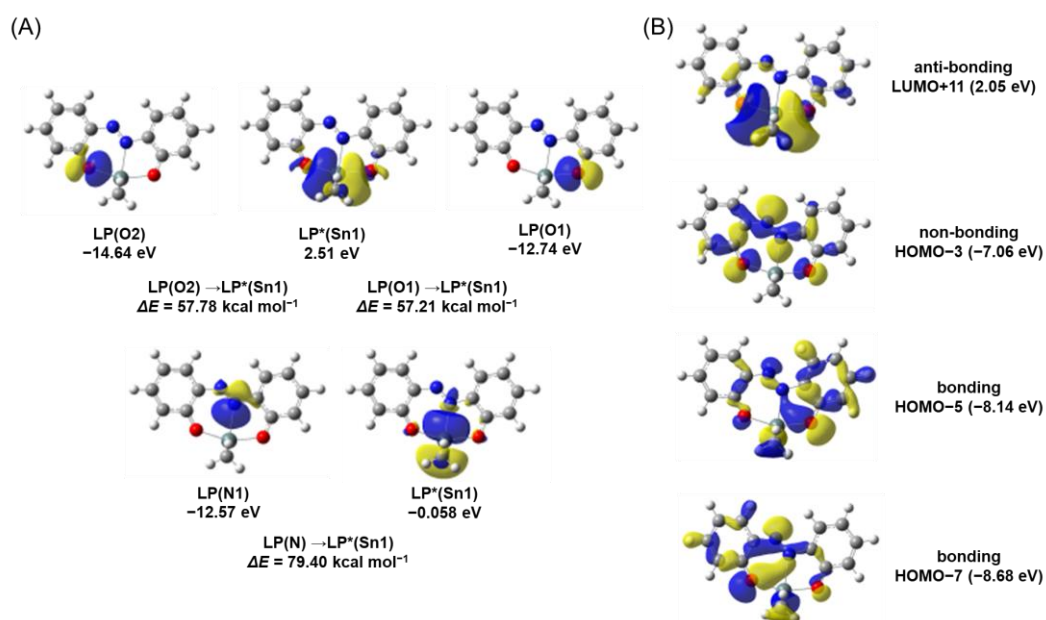 (A)
LP(O2)
−14.64 eV
LP*(Sn1)
2.51 eV
LP(O1)
−12.74 eV
LP(O2) →LP*(Sn1)
ΔE = 57.78 kcal mol⁻¹
LP(O1) →LP*(Sn1)
ΔE = 57.21 kcal mol⁻¹
LP(N1)
−12.57 eV
LP*(Sn1)
−0.058 eV
LP(N) →LP*(Sn1)
ΔE = 79.40 kcal mol⁻¹
(B)
anti-bonding
LUMO+11 (2.05 eV)
non-bonding
HOMO−3 (−7.06 eV)
bonding
HOMO−5 (−8.14 eV)
bonding
HOMO−7 (−8.68 eV)